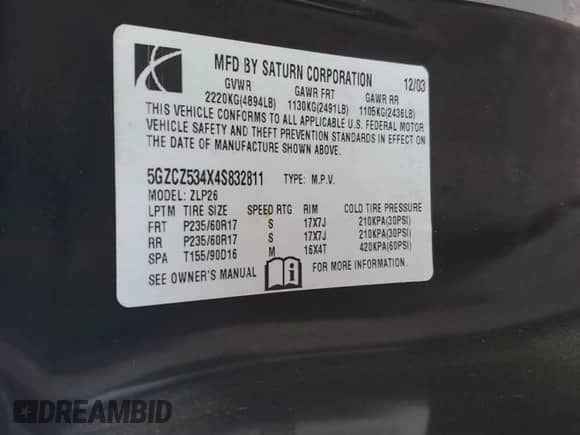 MFD BY SATURN CORPORATION 12/03
GVWR GAWR FRT GAWR RR
2220KG(4894LB) 1130KG(2491LB) 1105KG(2436LB)
THIS VEHICLE CONFORMS TO ALL APPLICABLE U.S. FEDERAL MOTOR
VEHICLE SAFETY AND THEFT PREVENTION STANDARDS IN EFFECT ON
THE DATE OF MANUFACTURE SHOWN ABOVE.
5GZCZ534X4S832811 TYPE: M.P.V.
MODEL: ZLP26
LPTM TIRE SIZE SPEED RTG RIM COLD TIRE PRESSURE
FRT P235/60R17 S 17X7J 210KPA(30PSI)
RR P235/60R17 S 17X7J 210KPA(30PSI)
SPA T155/90D16 M 16X4T 420KPA(60PSI)
SEE OWNER'S MANUAL FOR MORE INFORMATION.
DREAMBID